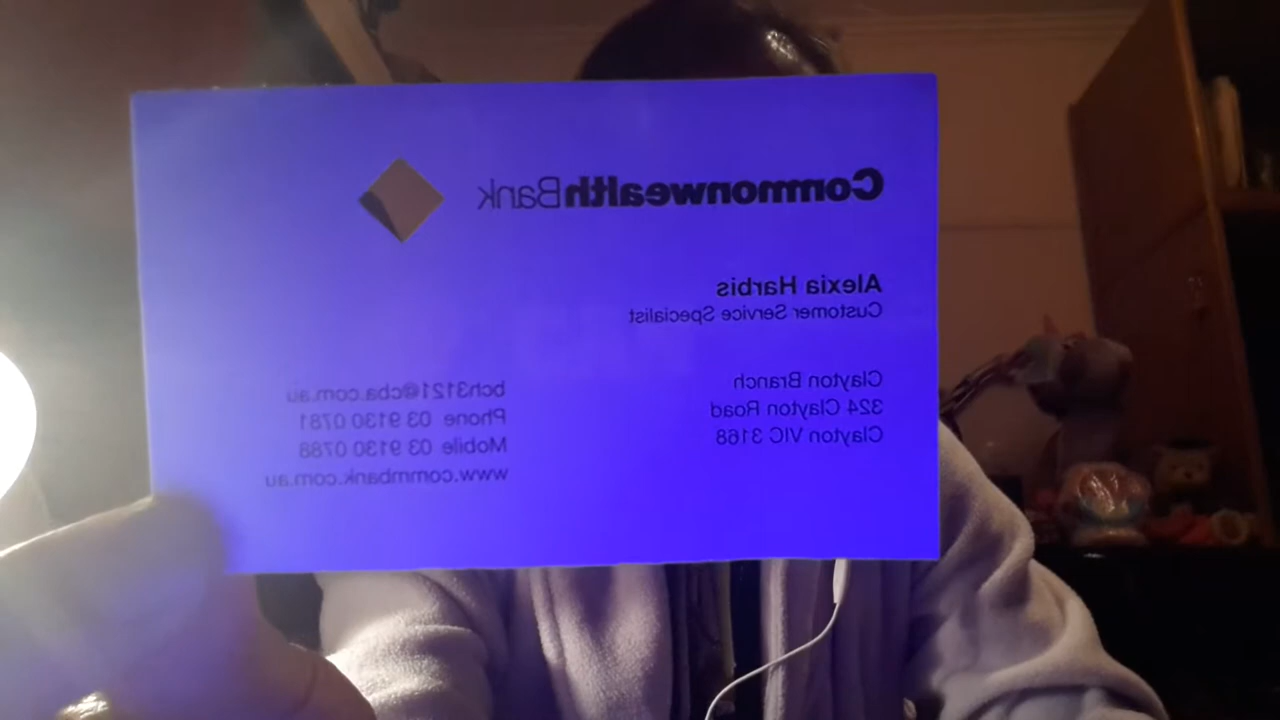 CommonwealthBank
Alexia Harbis
Customer Service Specialist
Clayton Branch
324 Clayton Road
Clayton VIC 3168
bch3121@cba.com.au
Phone 03 9130 0781
Mobile 03 9130 0788
www.commbank.com.au